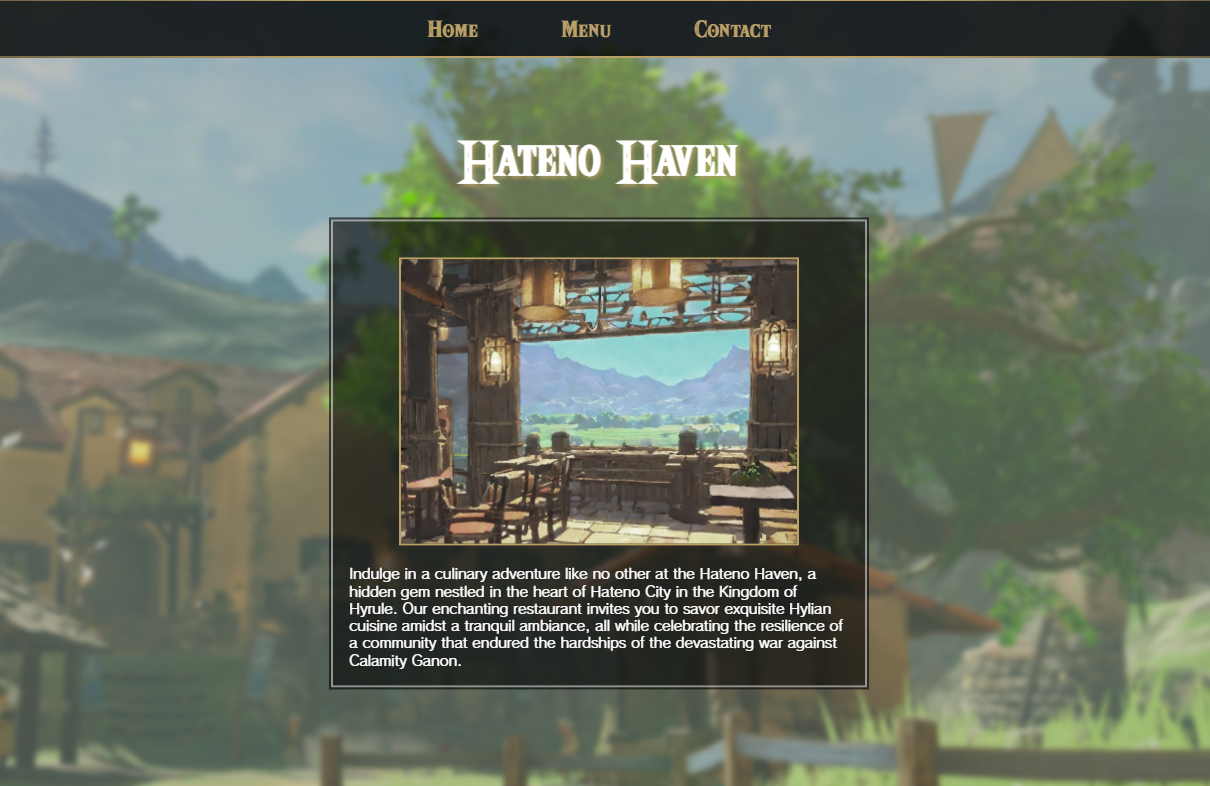 Home Menu Contact
Hateno Haven
Indulge in a culinary adventure like no other at the Hateno Haven, a
hidden gem nestled in the heart of Hateno City in the Kingdom of
Hyrule. Our enchanting restaurant invites you to savor exquisite Hylian
cuisine amidst a tranquil ambiance, all while celebrating the resilience of
a community that endured the hardships of the devastating war against
Calamity Ganon.